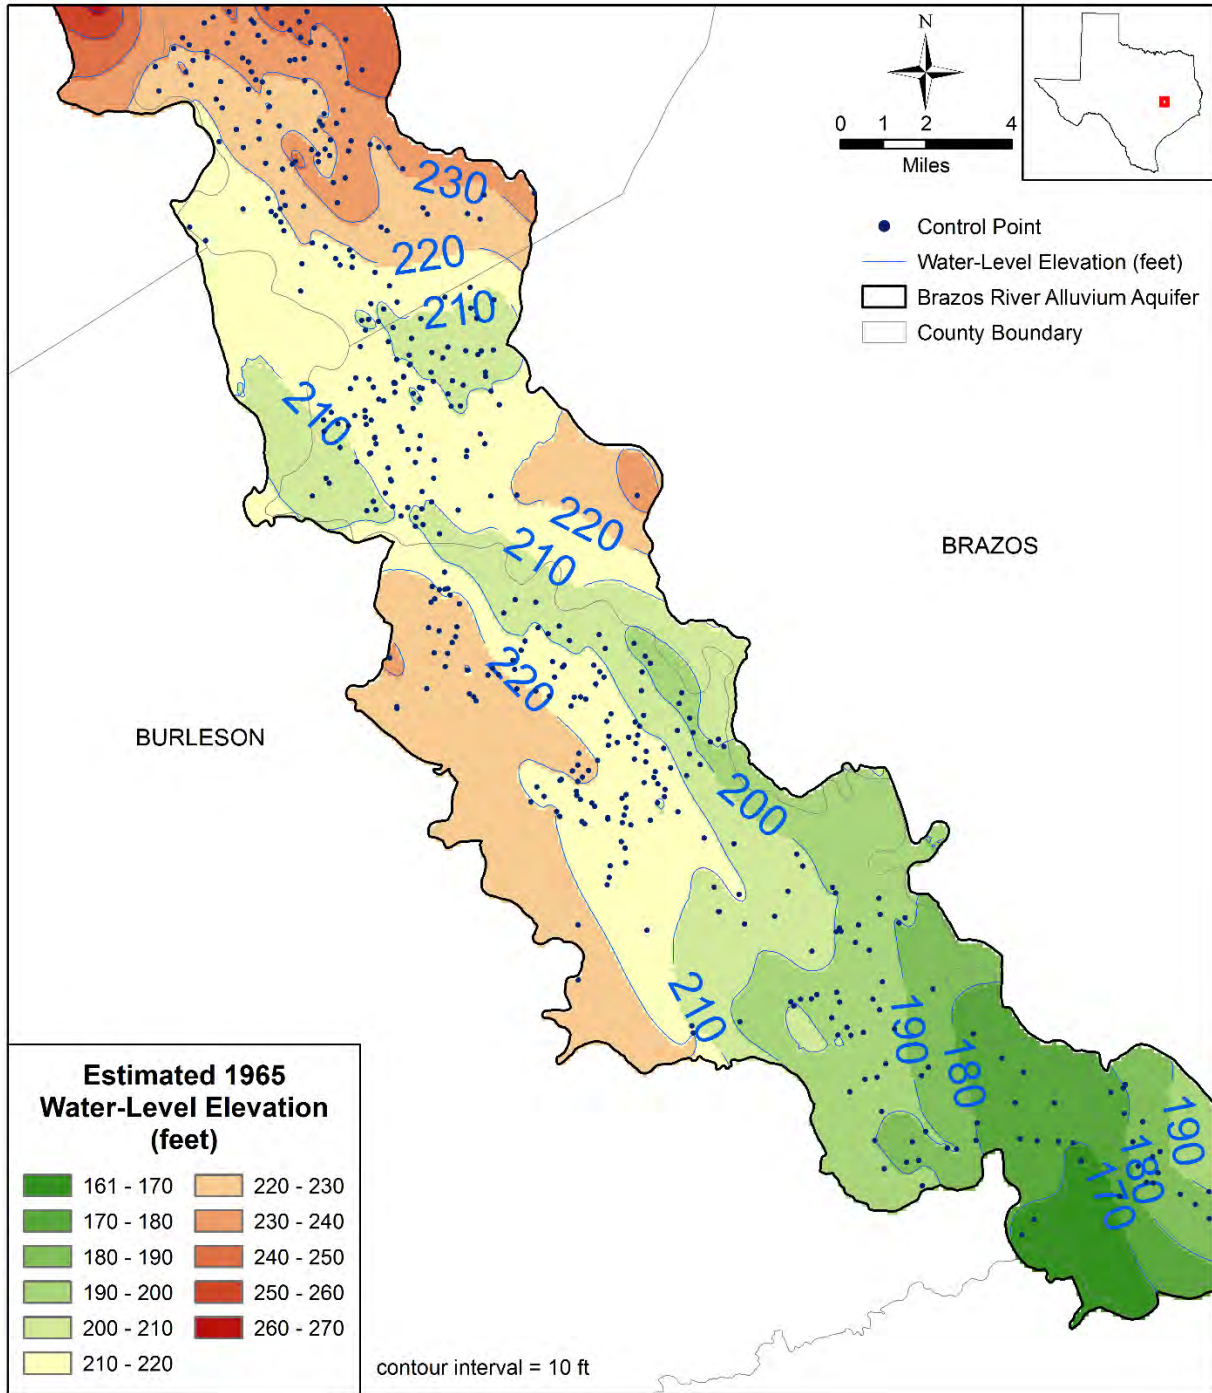 N
0 1 2 4
Miles
Control Point
Water-Level Elevation (feet)
Brazos River Alluvium Aquifer
County Boundary
230
220
210
210
220
210
BRAZOS
220
BURLESON
200
210
190
180
190
180
170
Estimated 1965
Water-Level Elevation
(feet)
161 - 170
170 - 180
180 - 190
190 - 200
200 - 210
210 - 220
220 - 230
230 - 240
240 - 250
250 - 260
260 - 270
contour interval = 10 ft